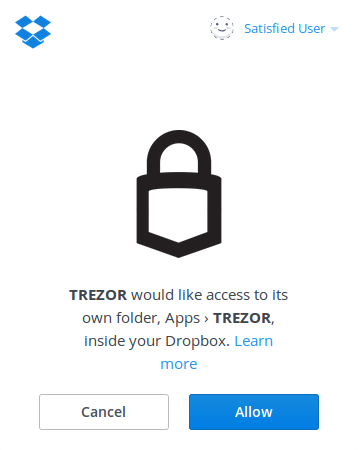 Satisfied User
TREZOR would like access to its
own folder, Apps › TREZOR,
inside your Dropbox. Learn
more
Cancel
Allow